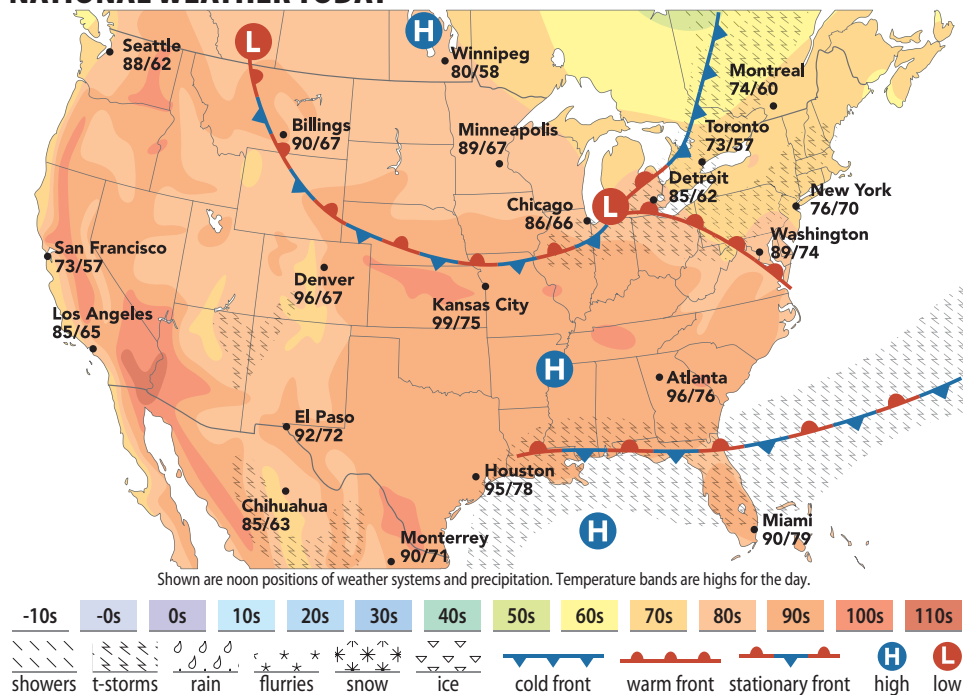 NATIONAL WEATHER TODAY
L
H
Seattle
88/62
Winnipeg
80/58
Montreal
74/60
Billings
90/67
Minneapolis
89/67
Toronto
73/57
Detroit
85/62
New York
76/70
Chicago
86/66
L
Washington
89/74
San Francisco
73/57
Denver
96/67
Kansas City
99/75
Los Angeles
85/65
H
Atlanta
96/76
El Paso
92/72
Houston
95/78
Chihuahua
85/63
H
Miami
90/79
Monterrey
90/71
Shown are noon positions of weather systems and precipitation. Temperature bands are highs for the day.
-10s -0s 0s 10s 20s 30s 40s 50s 60s 70s 80s 90s 100s 110s
H L
showers t-storms rain flurries snow ice cold front warm front stationary front high low